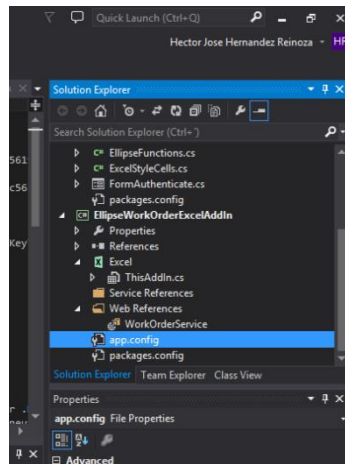 Quick Launch (Ctrl+Q)
Hector Jose Hernandez Reinoza
HR
Solution Explorer
Search Solution Explorer (Ctrl+´)
561
EllipseFunctions.cs
c56
ExcelStyleCells.cs
FormAuthenticate.cs
packages.config
EllipseWorkOrderExcelAddIn
Properties
Key
References
Excel
ThisAddIn.cs
Service References
Web References
WorkOrderService
app.config
packages.config
Solution Explorer Team Explorer Class View
Properties
app.config File Properties
Advanced